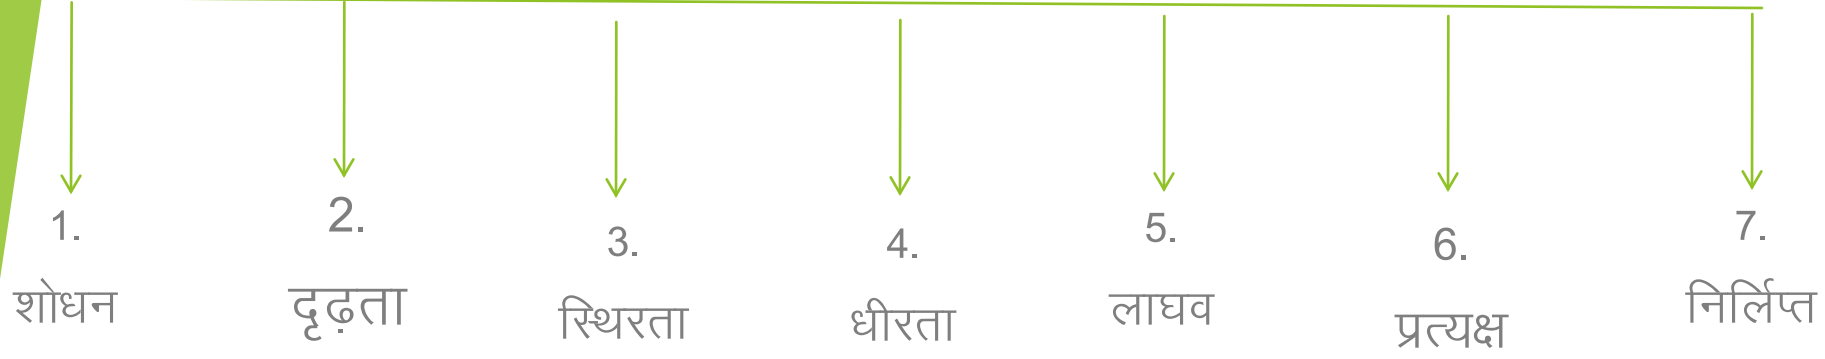 1.
शोधन
2.
दृढ़ता
3.
स्थिरता
4.
धीरता
5.
लाघव
6.
प्रत्यक्ष
7.
निर्लिप्त